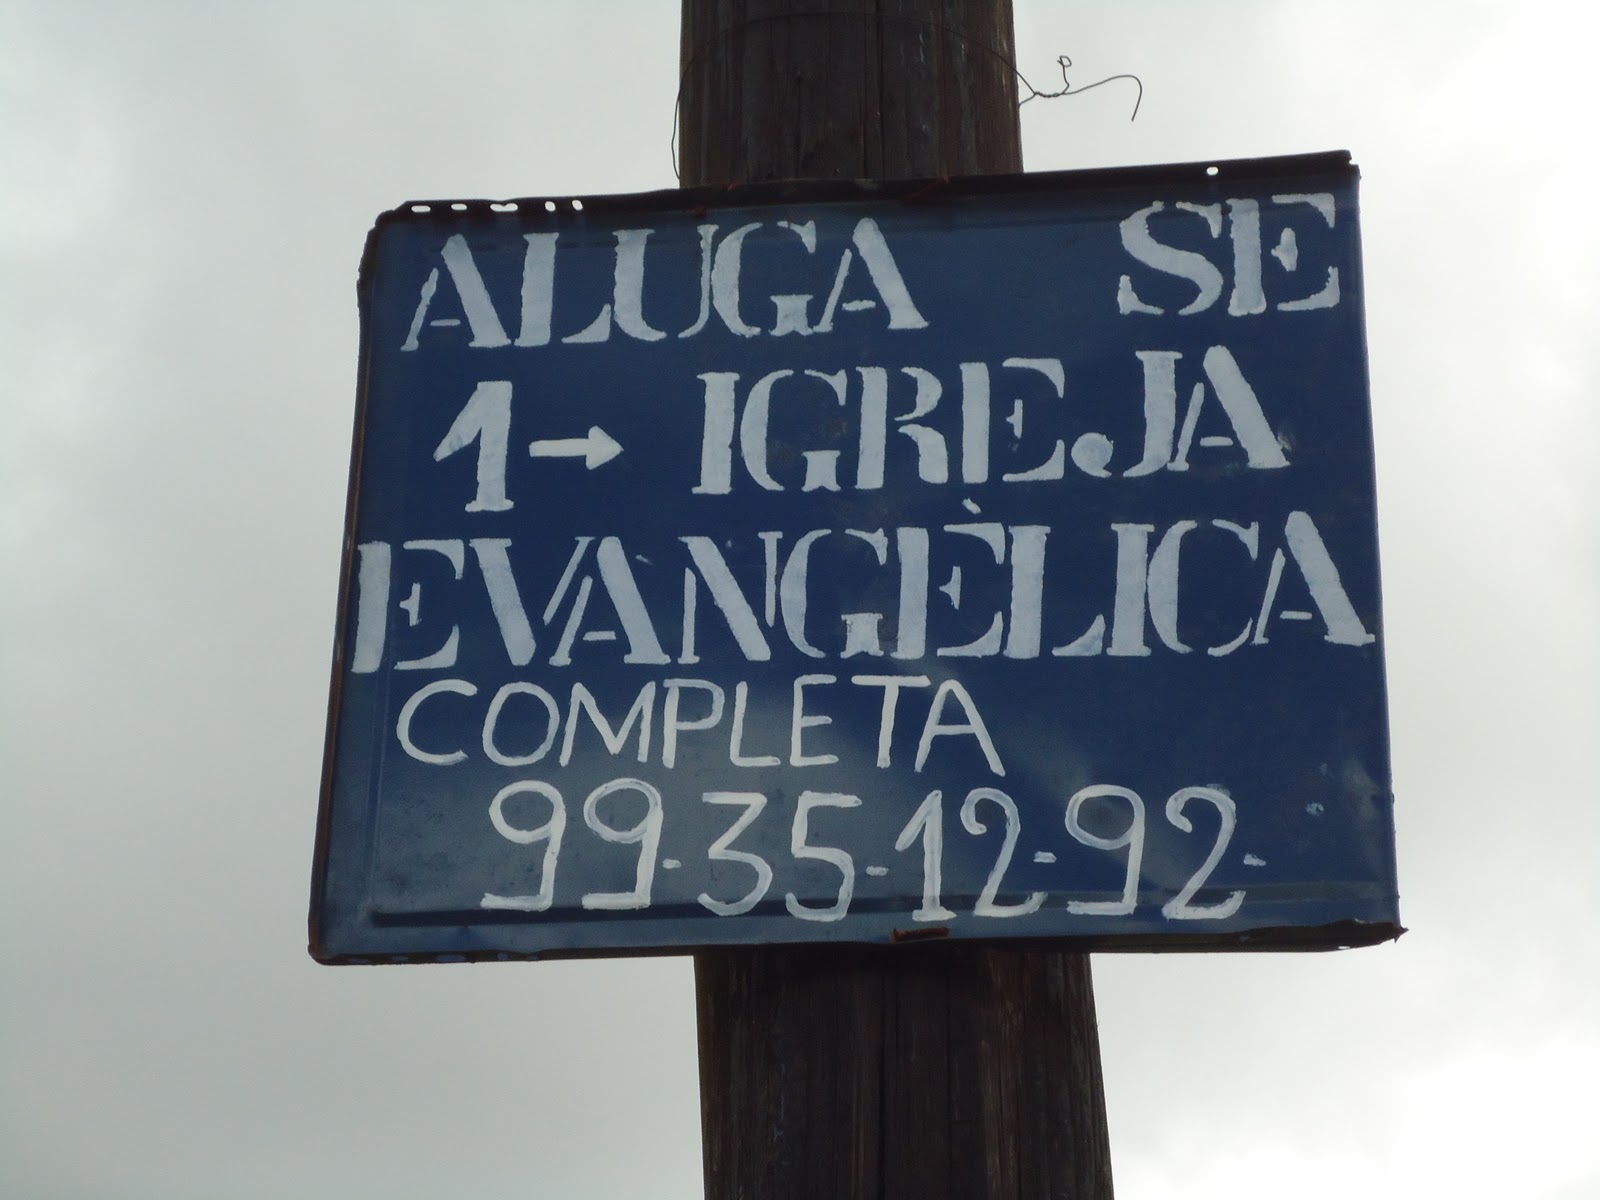 ALUGA SE
1→ IGREJA
EVANGÈLICA
COMPLETA
99-35-12-92-